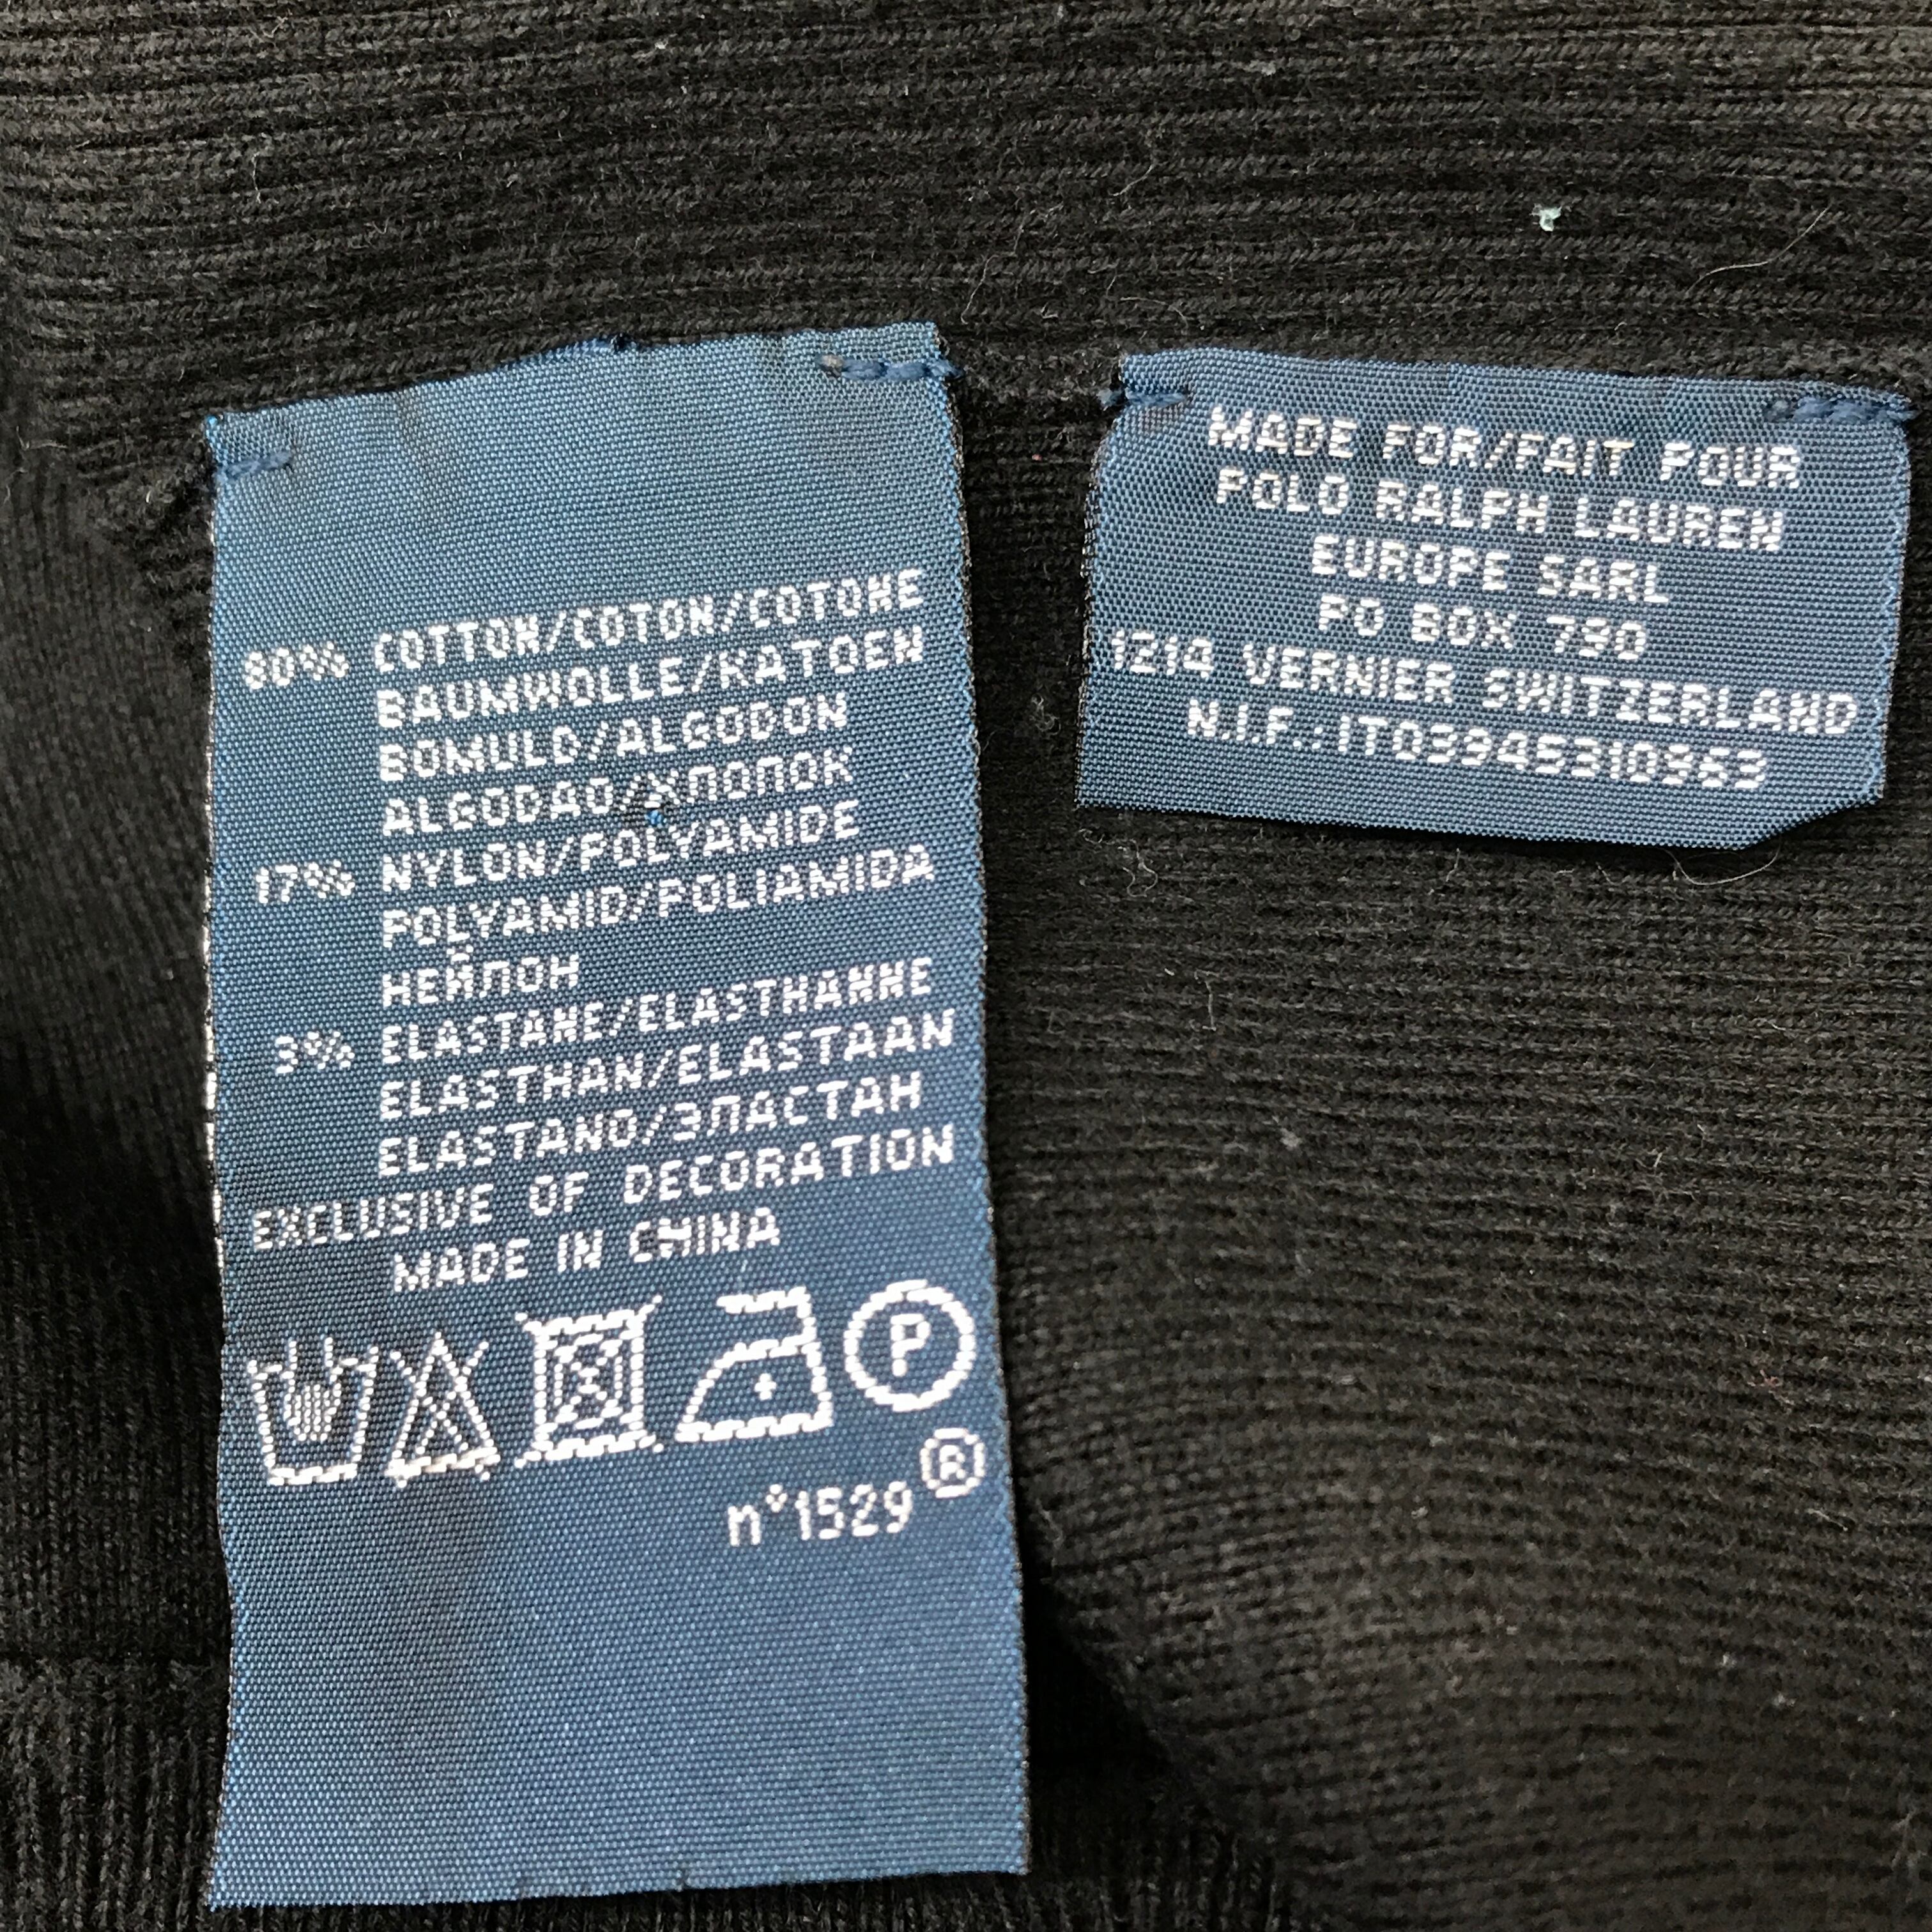 80% COTTON/COTON/COTONE
BAUMWOLLE/KATOEN
BOMULD/ALGODON
ALGODAO/ХЛОПОК
17% NYLON/POLYAMIDE
POLYAMID/POLIAMIDA
НЕЙЛОН
3% ELASTANE/ELASTHANNE
ELASTHAN/ELASTAAN
ELASTANO/ЭЛАСТАН
EXCLUSIVE OF DECORATION
MADE IN CHINA
P
n°1529 ®
MADE FOR/FAIT POUR
POLO RALPH LAUREN
EUROPE SARL
PO BOX 790
1214 VERNIER SWITZERLAND
N.I.F.:IT03945310963